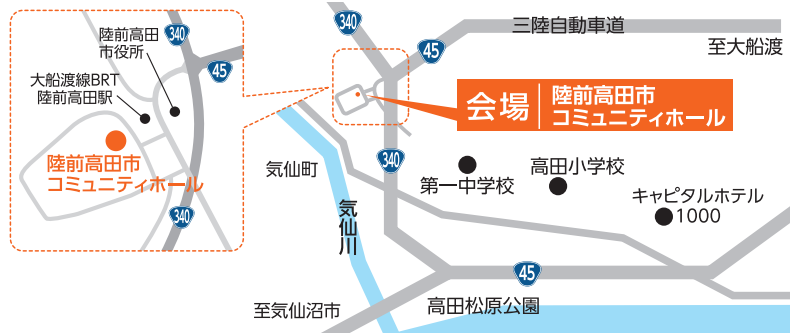 340
陸前高田
市役所
45
大船渡線BRT
陸前高田駅
陸前高田市
コミュニティホール
340
340
45
三陸自動車道
至大船渡
会場
陸前高田市
コミュニティホール
340
気仙町
第一中学校
高田小学校
キャピタルホテル
1000
気仙川
45
至気仙沼市
高田松原公園